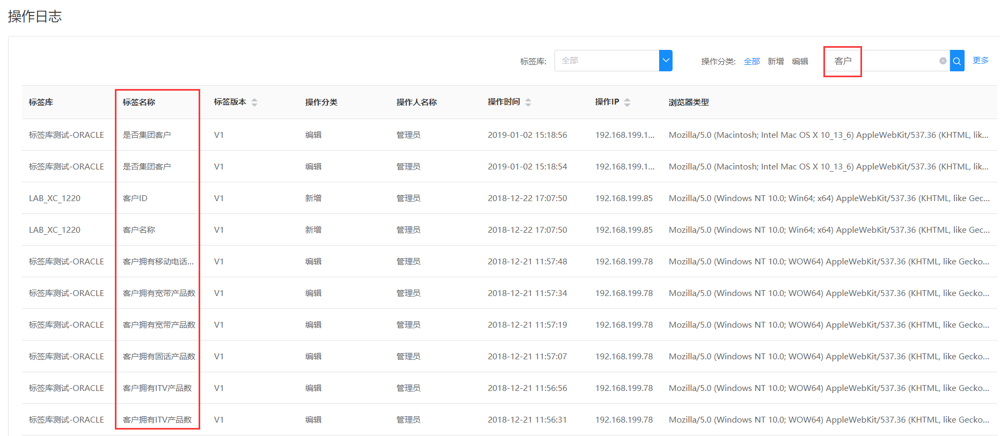 操作日志
标签库: 全部 操作分类: 全部 新增 编辑 客户 更多
标签库 标签名称 标签版本 操作分类 操作人名称 操作时间 操作IP 浏览器类型
标签库测试-ORACLE 是否集团客户 V1 编辑 管理员 2019-01-02 15:18:56 192.168.199.1... Mozilla/5.0 (Macintosh; Intel Mac OS X 10_13_6) AppleWebKit/537.36 (KHTML, lik...
标签库测试-ORACLE 是否集团客户 V1 编辑 管理员 2019-01-02 15:18:54 192.168.199.1... Mozilla/5.0 (Macintosh; Intel Mac OS X 10_13_6) AppleWebKit/537.36 (KHTML, lik...
LAB_XC_1220 客户ID V1 新增 管理员 2018-12-22 17:07:50 192.168.199.85 Mozilla/5.0 (Windows NT 10.0; Win64; x64) AppleWebKit/537.36 (KHTML, like Gec...
LAB_XC_1220 客户名称 V1 新增 管理员 2018-12-22 17:07:50 192.168.199.85 Mozilla/5.0 (Windows NT 10.0; Win64; x64) AppleWebKit/537.36 (KHTML, like Gec...
标签库测试-ORACLE 客户拥有移动电话... V1 编辑 管理员 2018-12-21 11:57:48 192.168.199.78 Mozilla/5.0 (Windows NT 10.0; WOW64) AppleWebKit/537.36 (KHTML, like Gecko...
标签库测试-ORACLE 客户拥有宽带产品数 V1 编辑 管理员 2018-12-21 11:57:34 192.168.199.78 Mozilla/5.0 (Windows NT 10.0; WOW64) AppleWebKit/537.36 (KHTML, like Gecko...
标签库测试-ORACLE 客户拥有宽带产品数 V1 编辑 管理员 2018-12-21 11:57:19 192.168.199.78 Mozilla/5.0 (Windows NT 10.0; WOW64) AppleWebKit/537.36 (KHTML, like Gecko...
标签库测试-ORACLE 客户拥有固话产品数 V1 编辑 管理员 2018-12-21 11:57:07 192.168.199.78 Mozilla/5.0 (Windows NT 10.0; WOW64) AppleWebKit/537.36 (KHTML, like Gecko...
标签库测试-ORACLE 客户拥有ITV产品数 V1 编辑 管理员 2018-12-21 11:56:56 192.168.199.78 Mozilla/5.0 (Windows NT 10.0; WOW64) AppleWebKit/537.36 (KHTML, like Gecko...
标签库测试-ORACLE 客户拥有ITV产品数 V1 编辑 管理员 2018-12-21 11:56:31 192.168.199.78 Mozilla/5.0 (Windows NT 10.0; WOW64) AppleWebKit/537.36 (KHTML, like Gecko...